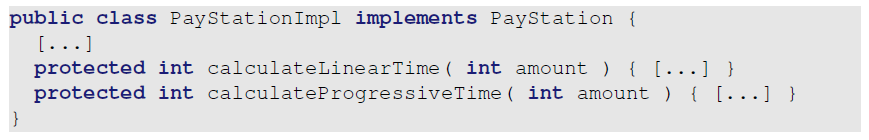 public class PayStationImpl implements PayStation {
[...]
protected int calculateLinearTime( int amount ) { [...] }
protected int calculateProgressiveTime( int amount ) { [...] }
}